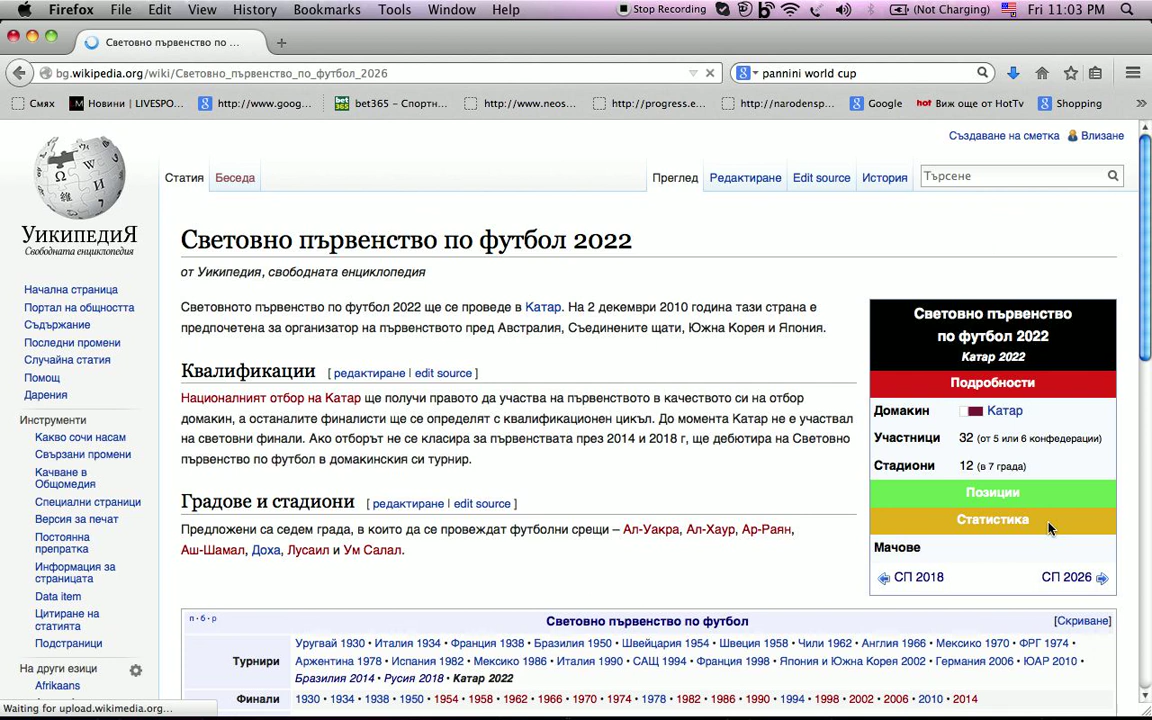 Firefox File Edit View History Bookmarks Tools Window Help Stop Recording (Not Charging) Fri 11:03 PM
Световно първенство по ...
bg.wikipedia.org/wiki/Световно_първенство_по_футбол_2026 pannini world cup
Смях Новини | LIVESPO... http://www.goog... bet365 – Спортн... http://www.neos... http://progress.e... http://narodensp... Google hot Виж още от HotTv Shopping
Създаване на сметка Влизане
Статия Беседа Преглед Редактиране Edit source История Търсене
УикипедиЯ
Свободната енциклопедия
Начална страница
Портал на общността
Съдържание
Последни промени
Случайна статия
Помощ
Дарения
Инструменти
Какво сочи насам
Свързани промени
Качване в
Общомедия
Специални страници
Версия за печат
Постоянна
препратка
Информация за
страницата
Data item
Цитиране на
статията
Подстраници
На други езици
Afrikaans
Световно първенство по футбол 2022
от Уикипедия, свободната енциклопедия
Световното първенство по футбол 2022 ще се проведе в Катар. На 2 декември 2010 година тази страна е
предпочетена за организатор на първенството пред Австралия, Съединените щати, Южна Корея и Япония.
Квалификации [ редактиране | edit source ]
Националният отбор на Катар ще получи правото да участва на първенството в качеството си на отбор
домакин, а останалите финалисти ще се определят с квалификационен цикъл. До момента Катар не е участвал
на световни финали. Ако отборът не се класира за първенствата през 2014 и 2018 г, ще дебютира на Световно
първенство по футбол в домакинския си турнир.
Градове и стадиони [ редактиране | edit source ]
Предложени са седем града, в които да се провеждат футболни срещи – Ал-Уакра, Ал-Хаур, Ар-Раян,
Аш-Шамал, Доха, Лусаил и Ум Салал.
Световно първенство
по футбол 2022
Катар 2022
Подробности
Домакин Катар
Участници 32 (от 5 или 6 конфедерации)
Стадиони 12 (в 7 града)
Позиции
Статистика
Мачове
СП 2018 СП 2026
п · б · р Световно първенство по футбол [Скриване]
Турнири
Уругвай 1930 • Италия 1934 • Франция 1938 • Бразилия 1950 • Швейцария 1954 • Швеция 1958 • Чили 1962 • Англия 1966 • Мексико 1970 • ФРГ 1974 •
Аржентина 1978 • Испания 1982 • Мексико 1986 • Италия 1990 • САЩ 1994 • Франция 1998 • Япония и Южна Корея 2002 • Германия 2006 • ЮАР 2010 •
Бразилия 2014 • Русия 2018 • Катар 2022
Финали 1930 • 1934 • 1938 • 1950 • 1954 • 1958 • 1962 • 1966 • 1970 • 1974 • 1978 • 1982 • 1986 • 1990 • 1994 • 1998 • 2002 • 2006 • 2010 • 2014
Waiting for upload.wikimedia.org...